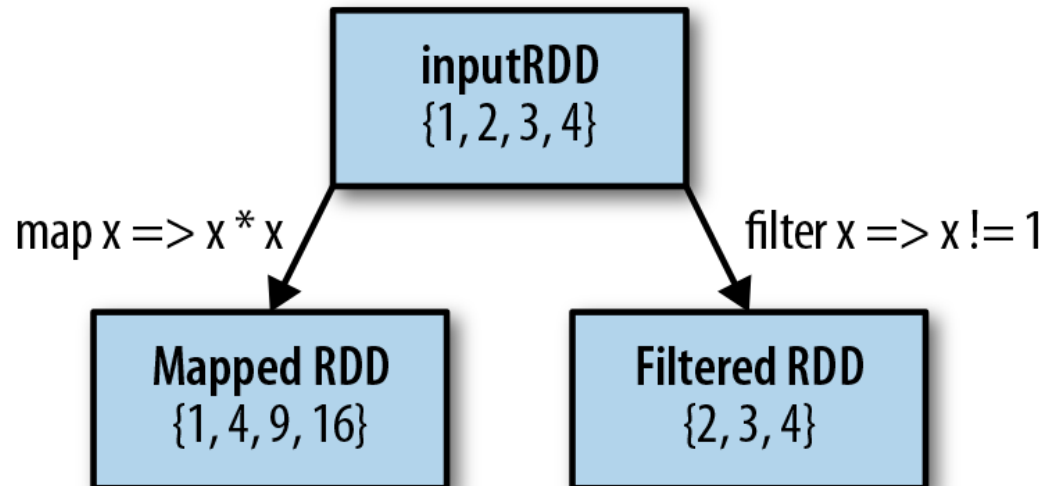 inputRDD
{1, 2, 3, 4}
map x => x * x
filter x => x != 1
Mapped RDD
{1, 4, 9, 16}
Filtered RDD
{2, 3, 4}